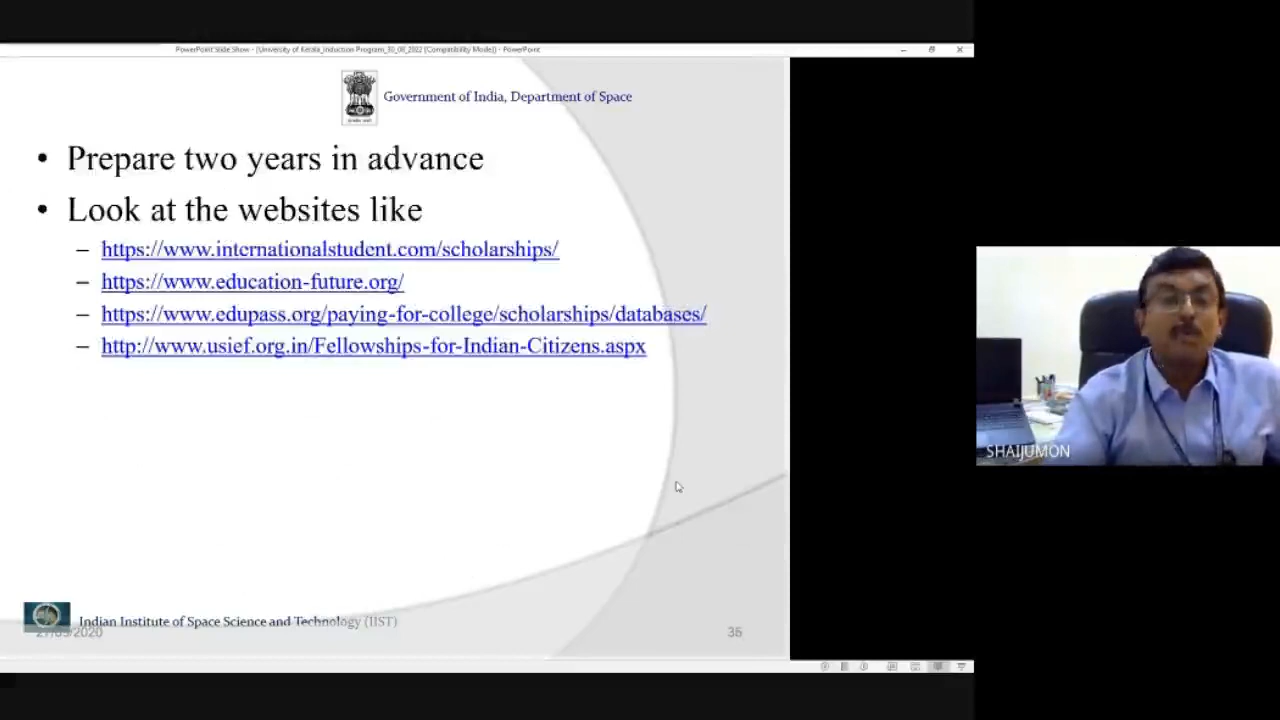 PowerPoint Slide Show - [University of Kerala_Induction Program_30_08_2022 [Compatibility Mode]] - PowerPoint
Government of India, Department of Space
• Prepare two years in advance
• Look at the websites like
– https://www.internationalstudent.com/scholarships/
– https://www.education-future.org/
– https://www.edupass.org/paying-for-college/scholarships/databases/
– http://www.usief.org.in/Fellowships-for-Indian-Citizens.aspx
SHAIJUMON
Indian Institute of Space Science and Technology (IIST)
36